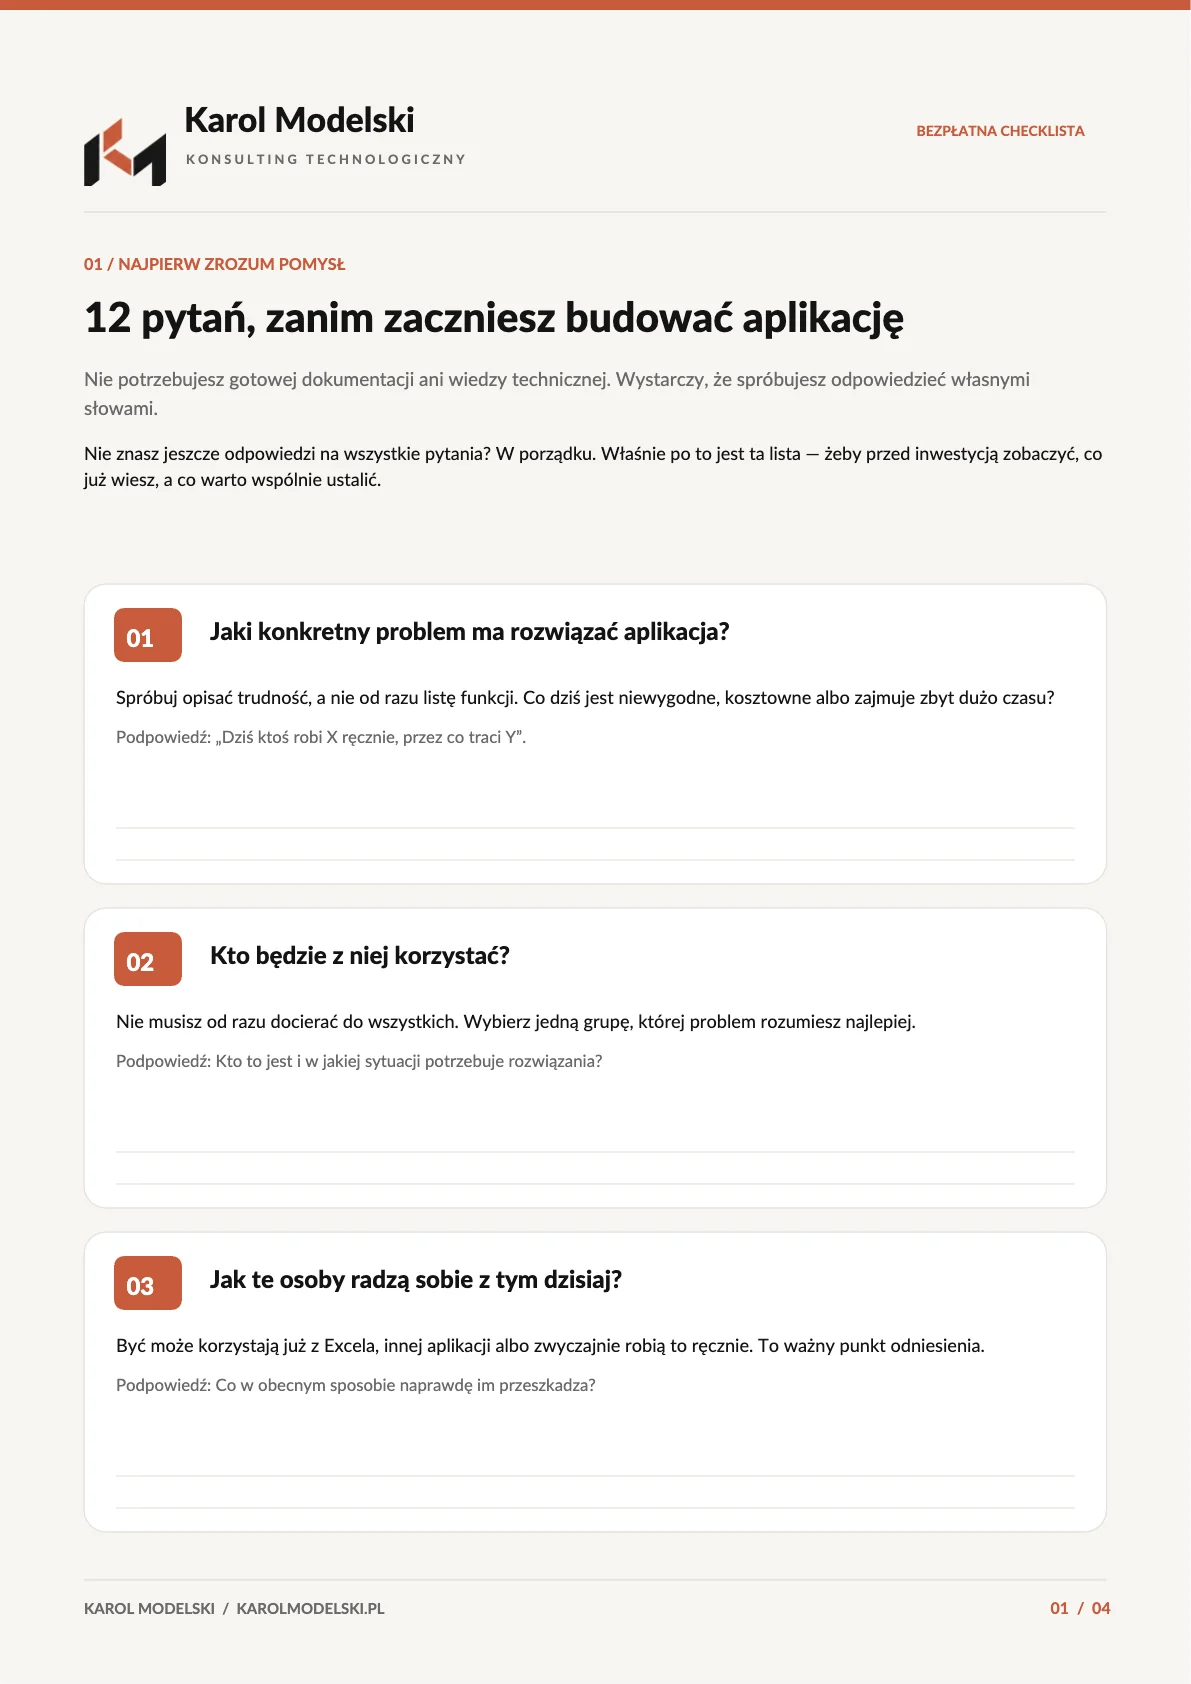 Karol Modelski
KONSULTING TECHNOLOGICZNY
BEZPŁATNA CHECKLISTA
01 / NAJPIERW ZROZUM POMYSŁ
12 pytań, zanim zaczniesz budować aplikację
Nie potrzebujesz gotowej dokumentacji ani wiedzy technicznej. Wystarczy, że spróbujesz odpowiedzieć własnymi
słowami.
Nie znasz jeszcze odpowiedzi na wszystkie pytania? W porządku. Właśnie po to jest ta lista — żeby przed inwestycją zobaczyć, co
już wiesz, a co warto wspólnie ustalić.
01
Jaki konkretny problem ma rozwiązać aplikacja?
Spróbuj opisać trudność, a nie od razu listę funkcji. Co dziś jest niewygodne, kosztowne albo zajmuje zbyt dużo czasu?
Podpowiedź: „Dziś ktoś robi X ręcznie, przez co traci Y”.
02
Kto będzie z niej korzystać?
Nie musisz od razu docierać do wszystkich. Wybierz jedną grupę, której problem rozumiesz najlepiej.
Podpowiedź: Kto to jest i w jakiej sytuacji potrzebuje rozwiązania?
03
Jak te osoby radzą sobie z tym dzisiaj?
Być może korzystają już z Excela, innej aplikacji albo zwyczajnie robią to ręcznie. To ważny punkt odniesienia.
Podpowiedź: Co w obecnym sposobie naprawdę im przeszkadza?
KAROL MODELSKI / KAROLMODELSKI.PL
01 / 04